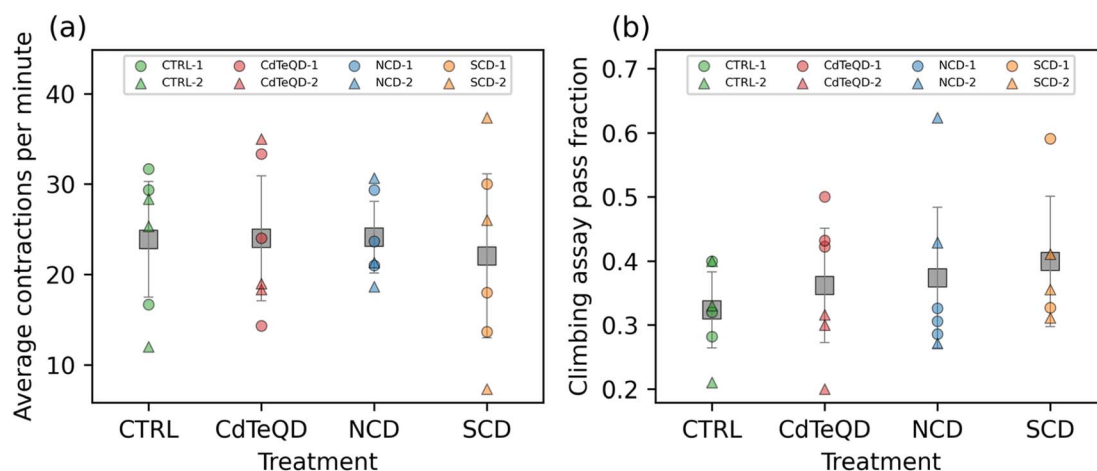 (a)
CTRL-1 CdTeQD-1 NCD-1 SCD-1
CTRL-2 CdTeQD-2 NCD-2 SCD-2
Average contractions per minute
40
30
20
10
CTRL CdTeQD NCD SCD
Treatment
(b)
CTRL-1 CdTeQD-1 NCD-1 SCD-1
CTRL-2 CdTeQD-2 NCD-2 SCD-2
Climbing assay pass fraction
0.7
0.6
0.5
0.4
0.3
0.2
CTRL CdTeQD NCD SCD
Treatment